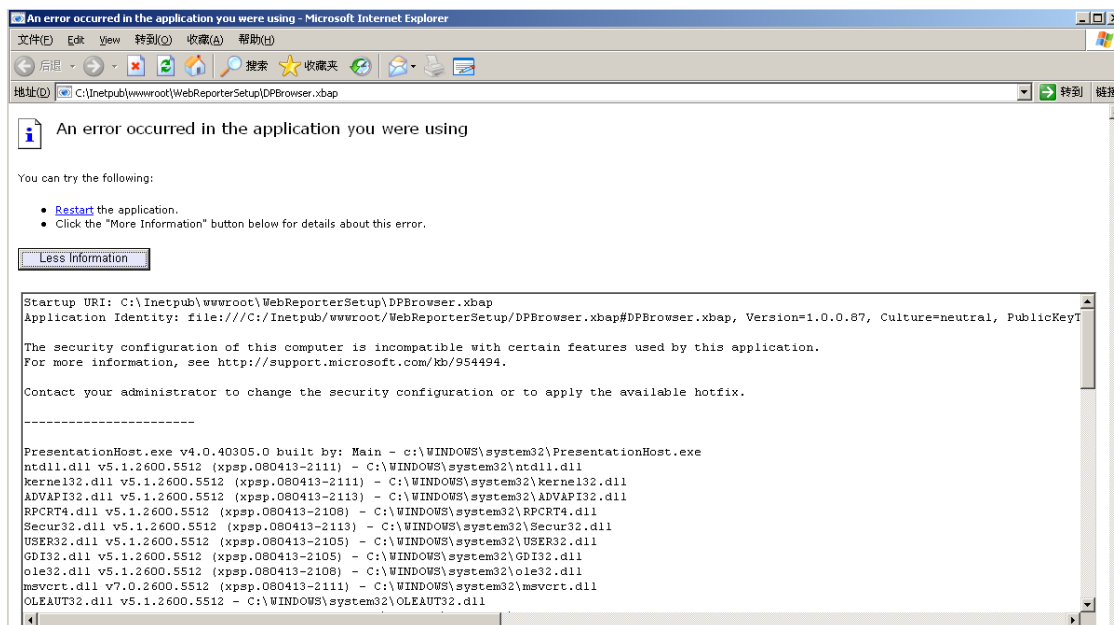 An error occurred in the application you were using - Microsoft Internet Explorer
文件(F) Edit View 转到(O) 收藏(A) 帮助(H)
后退 搜索 收藏夹
地址(D) C:\Inetpub\wwwroot\WebReporterSetup\DPBrowser.xbap 转到 链接
An error occurred in the application you were using
You can try the following:
• Restart the application.
• Click the "More Information" button below for details about this error.
Less Information
Startup URI: C:\Inetpub\wwwroot\WebReporterSetup\DPBrowser.xbap
Application Identity: file:///C:/Inetpub/wwwroot/WebReporterSetup/DPBrowser.xbap#DPBrowser.xbap, Version=1.0.0.87, Culture=neutral, PublicKeyT
The security configuration of this computer is incompatible with certain features used by this application.
For more information, see http://support.microsoft.com/kb/954494.
Contact your administrator to change the security configuration or to apply the available hotfix.
-----------------------
PresentationHost.exe v4.0.40305.0 built by: Main - c:\WINDOWS\system32\PresentationHost.exe
ntdll.dll v5.1.2600.5512 (xpsp.080413-2111) - C:\WINDOWS\system32\ntdll.dll
kernel32.dll v5.1.2600.5512 (xpsp.080413-2111) - C:\WINDOWS\system32\kernel32.dll
ADVAPI32.dll v5.1.2600.5512 (xpsp.080413-2113) - C:\WINDOWS\system32\ADVAPI32.dll
RPCRT4.dll v5.1.2600.5512 (xpsp.080413-2108) - C:\WINDOWS\system32\RPCRT4.dll
Secur32.dll v5.1.2600.5512 (xpsp.080413-2113) - C:\WINDOWS\system32\Secur32.dll
USER32.dll v5.1.2600.5512 (xpsp.080413-2105) - C:\WINDOWS\system32\USER32.dll
GDI32.dll v5.1.2600.5512 (xpsp.080413-2105) - C:\WINDOWS\system32\GDI32.dll
ole32.dll v5.1.2600.5512 (xpsp.080413-2108) - C:\WINDOWS\system32\ole32.dll
msvcrt.dll v7.0.2600.5512 (xpsp.080413-2111) - C:\WINDOWS\system32\msvcrt.dll
OLEAUT32.dll v5.1.2600.5512 - C:\WINDOWS\system32\OLEAUT32.dll